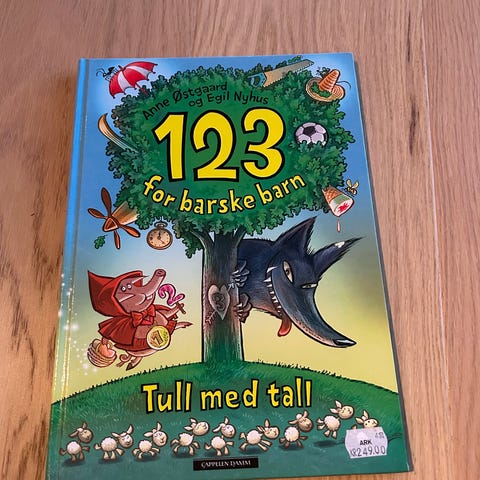 Anne Østgaard
og Egil Nyhus
123
for barske barn
Tull med tall
ARK
249.00
CAPPELEN DAMM